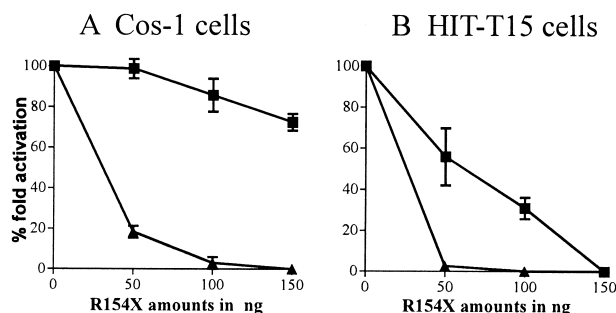 A Cos-1 cells
B HIT-T15 cells
% fold activation
100
80
60
40
20
0
0 50 100 150
R154X amounts in ng
100
80
60
40
20
0
0 50 100 150
R154X amounts in ng